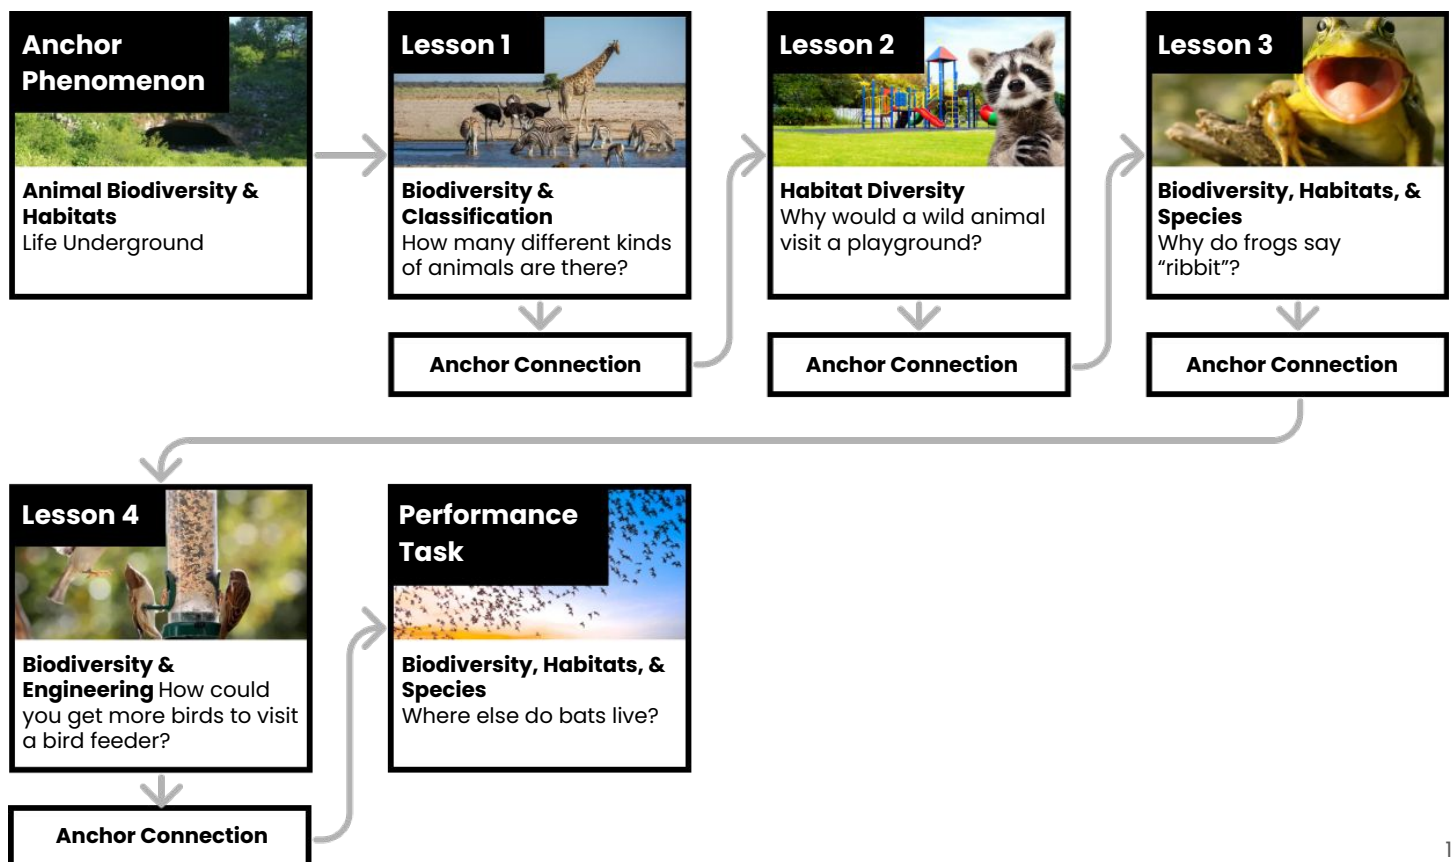 Anchor
Phenomenon
Animal Biodiversity &
Habitats
Life Underground
Lesson 1
Biodiversity &
Classification
How many different kinds
of animals are there?
Anchor Connection
Lesson 2
Habitat Diversity
Why would a wild animal
visit a playground?
Anchor Connection
Lesson 3
Biodiversity, Habitats, &
Species
Why do frogs say
“ribbit”?
Anchor Connection
Lesson 4
Biodiversity &
Engineering How could
you get more birds to visit
a bird feeder?
Anchor Connection
Performance
Task
Biodiversity, Habitats, &
Species
Where else do bats live?
1